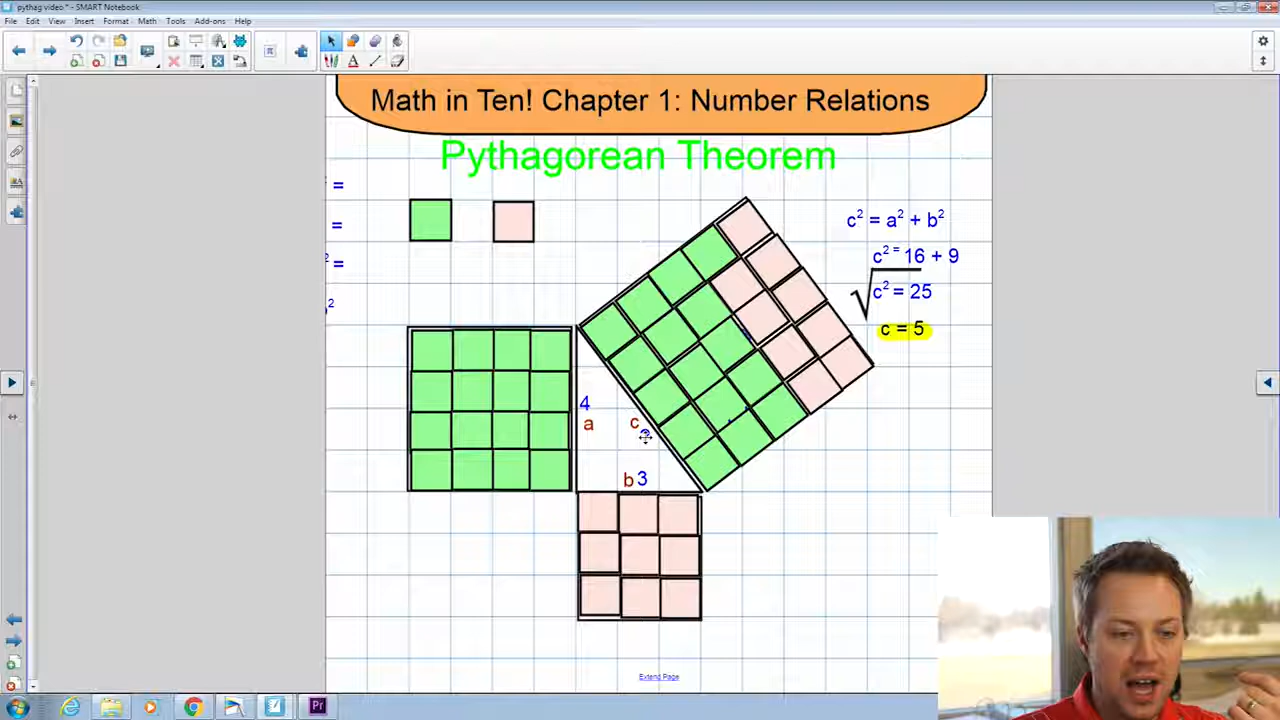 pythag video.* - SMART Notebook
File Edit View Insert Format Math Tools Add-ons Help
Math in Ten! Chapter 1: Number Relations
Pythagorean Theorem
=
=
=
c² = a² + b²
c² = 16 + 9
√c² = 25
c = 5
4
a
c
b 3
Extend Page
Pr